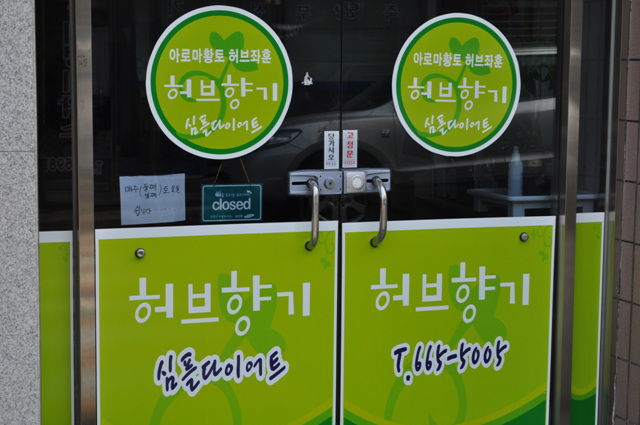 아로마황토 허브좌훈
허브향기
심플다이어트
아로마황토 허브좌훈
허브향기
심플다이어트
당기시오
고정문
closed
허브향기
심플다이어트
허브향기
T.665-5005